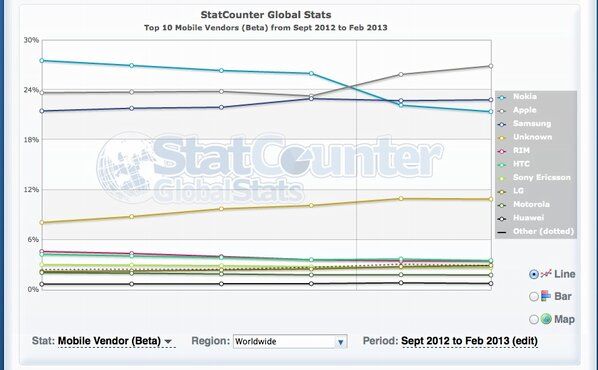 StatCounter Global Stats
Top 10 Mobile Vendors (Beta) from Sept 2012 to Feb 2013
30%
24%
18%
12%
6%
0%
StatCounter
GlobalStats
Nokia
Apple
Samsung
Unknown
RIM
HTC
Sony Ericsson
LG
Motorola
Huawei
Other (dotted)
Line
Bar
Map
Stat: Mobile Vendor (Beta) Region: Worldwide Period: Sept 2012 to Feb 2013 (edit)